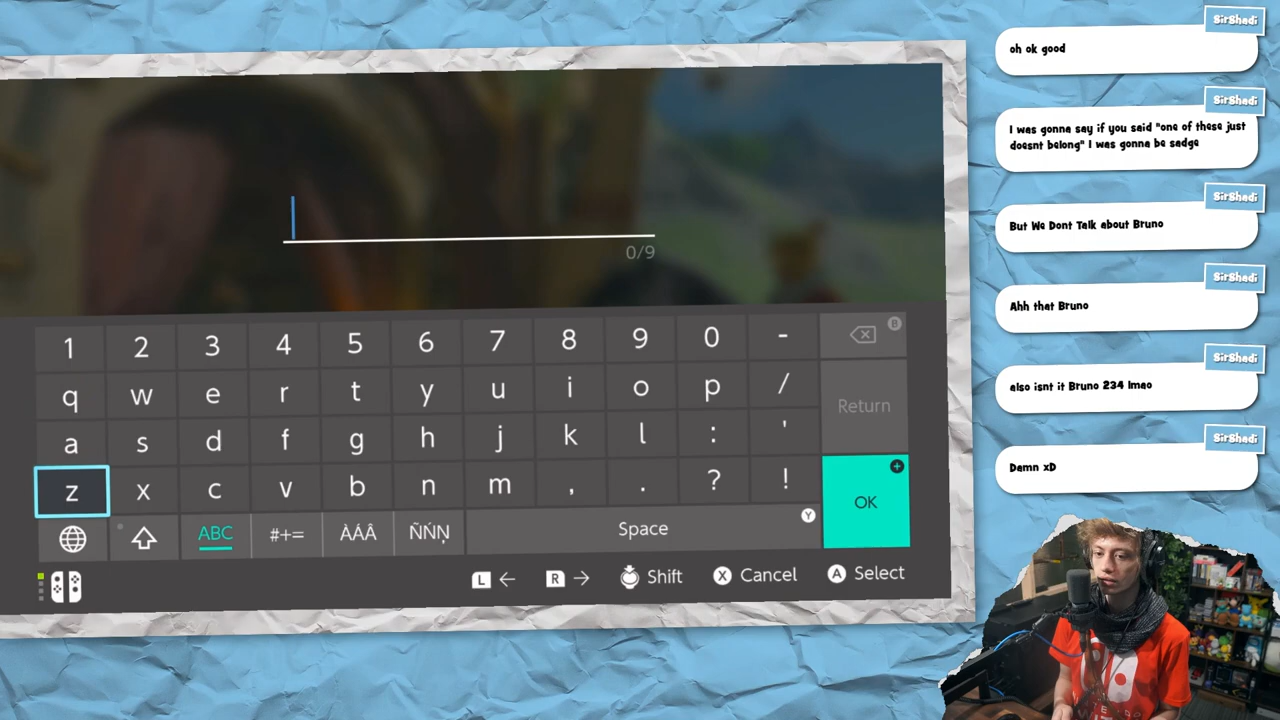 0/9
1 2 3 4 5 6 7 8 9 0 -
q w e r t y u i o p /
Return
a s d f g h j k l : '
z x c v b n m , . ? !
OK
ABC #+= ÀÁÂ ÑŃŅ Space
Y
B
L ← R → Shift X Cancel A Select
SirShadi
oh ok good
SirShadi
I was gonna say if you said "one of these just
doesnt belong" I was gonna be sadge
SirShadi
But We Dont Talk about Bruno
SirShadi
Ahh that Bruno
SirShadi
also isnt it Bruno 234 lmao
SirShadi
Damn xD